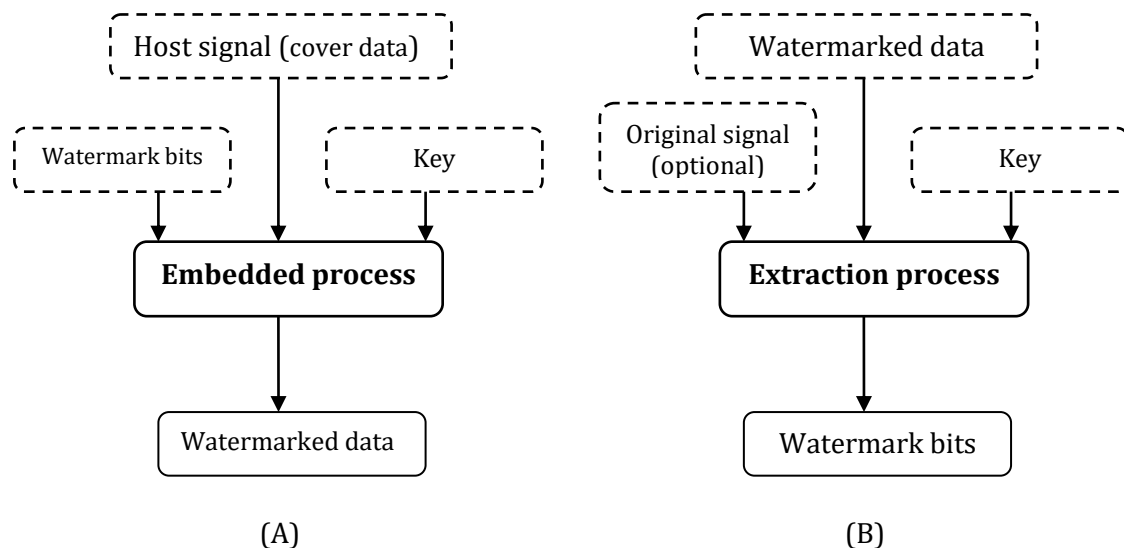 Host signal (cover data)
Watermark bits
Key
Embedded process
Watermarked data
(A)
Watermarked data
Original signal
(optional)
Key
Extraction process
Watermark bits
(B)